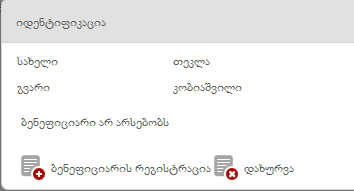 იდენტიფიკაცია
სახელი თეკლა
გვარი კობიაშვილი
ბენეფიციარი არ არსებობს
ბენეფიციარის რეგისტრაცია დახურვა